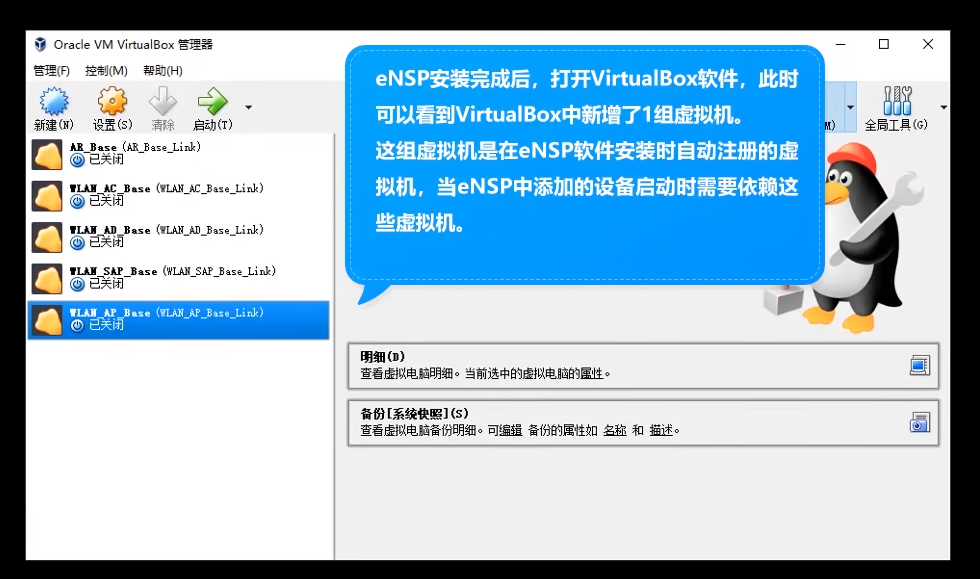 Oracle VM VirtualBox 管理器
管理(F) 控制(M) 帮助(H)
新建(N) 设置(S) 清除 启动(T)
M) 全局工具(G)
eNSP安装完成后，打开VirtualBox软件，此时
可以看到VirtualBox中新增了1组虚拟机。
这组虚拟机是在eNSP软件安装时自动注册的虚
拟机，当eNSP中添加的设备启动时需要依赖这
些虚拟机。
AR_Base (AR_Base_Link)
已关闭
WLAN_AC_Base (WLAN_AC_Base_Link)
已关闭
WLAN_AD_Base (WLAN_AD_Base_Link)
已关闭
WLAN_SAP_Base (WLAN_SAP_Base_Link)
已关闭
WLAN_AP_Base (WLAN_AP_Base_Link)
已关闭
明细(D)
查看虚拟电脑明细。当前选中的虚拟电脑的属性。
备份[系统快照](S)
查看虚拟电脑备份明细。可编辑 备份的属性如 名称 和 描述。